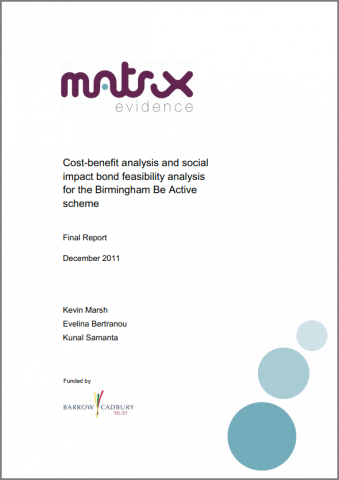 matrix
evidence
Cost-benefit analysis and social
impact bond feasibility analysis
for the Birmingham Be Active
scheme
Final Report
December 2011
Kevin Marsh
Evelina Bertranou
Kunal Samanta
Funded by
BARROW CADBURY
TRUST